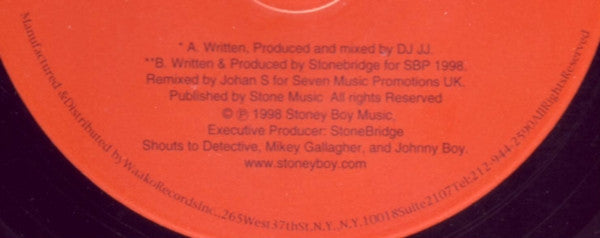 * A. Written, Produced and mixed by DJ JJ.
**B. Written & Produced by Stonebridge for SBP 1998.
Remixed by Johan S for Seven Music Promotions UK.
Published by Stone Music All rights Reserved
© ℗ 1998 Stoney Boy Music,
Executive Producer: StoneBridge
Shouts to Detective, Mikey Gallagher, and Johnny Boy.
www.stoneyboy.com
Manufactured & Distributed by Waako Records inc., 265 West 37th St. N.Y., N.Y. 10018 Suite 2107 Tel:-212-944-2590 All Rights Reserved